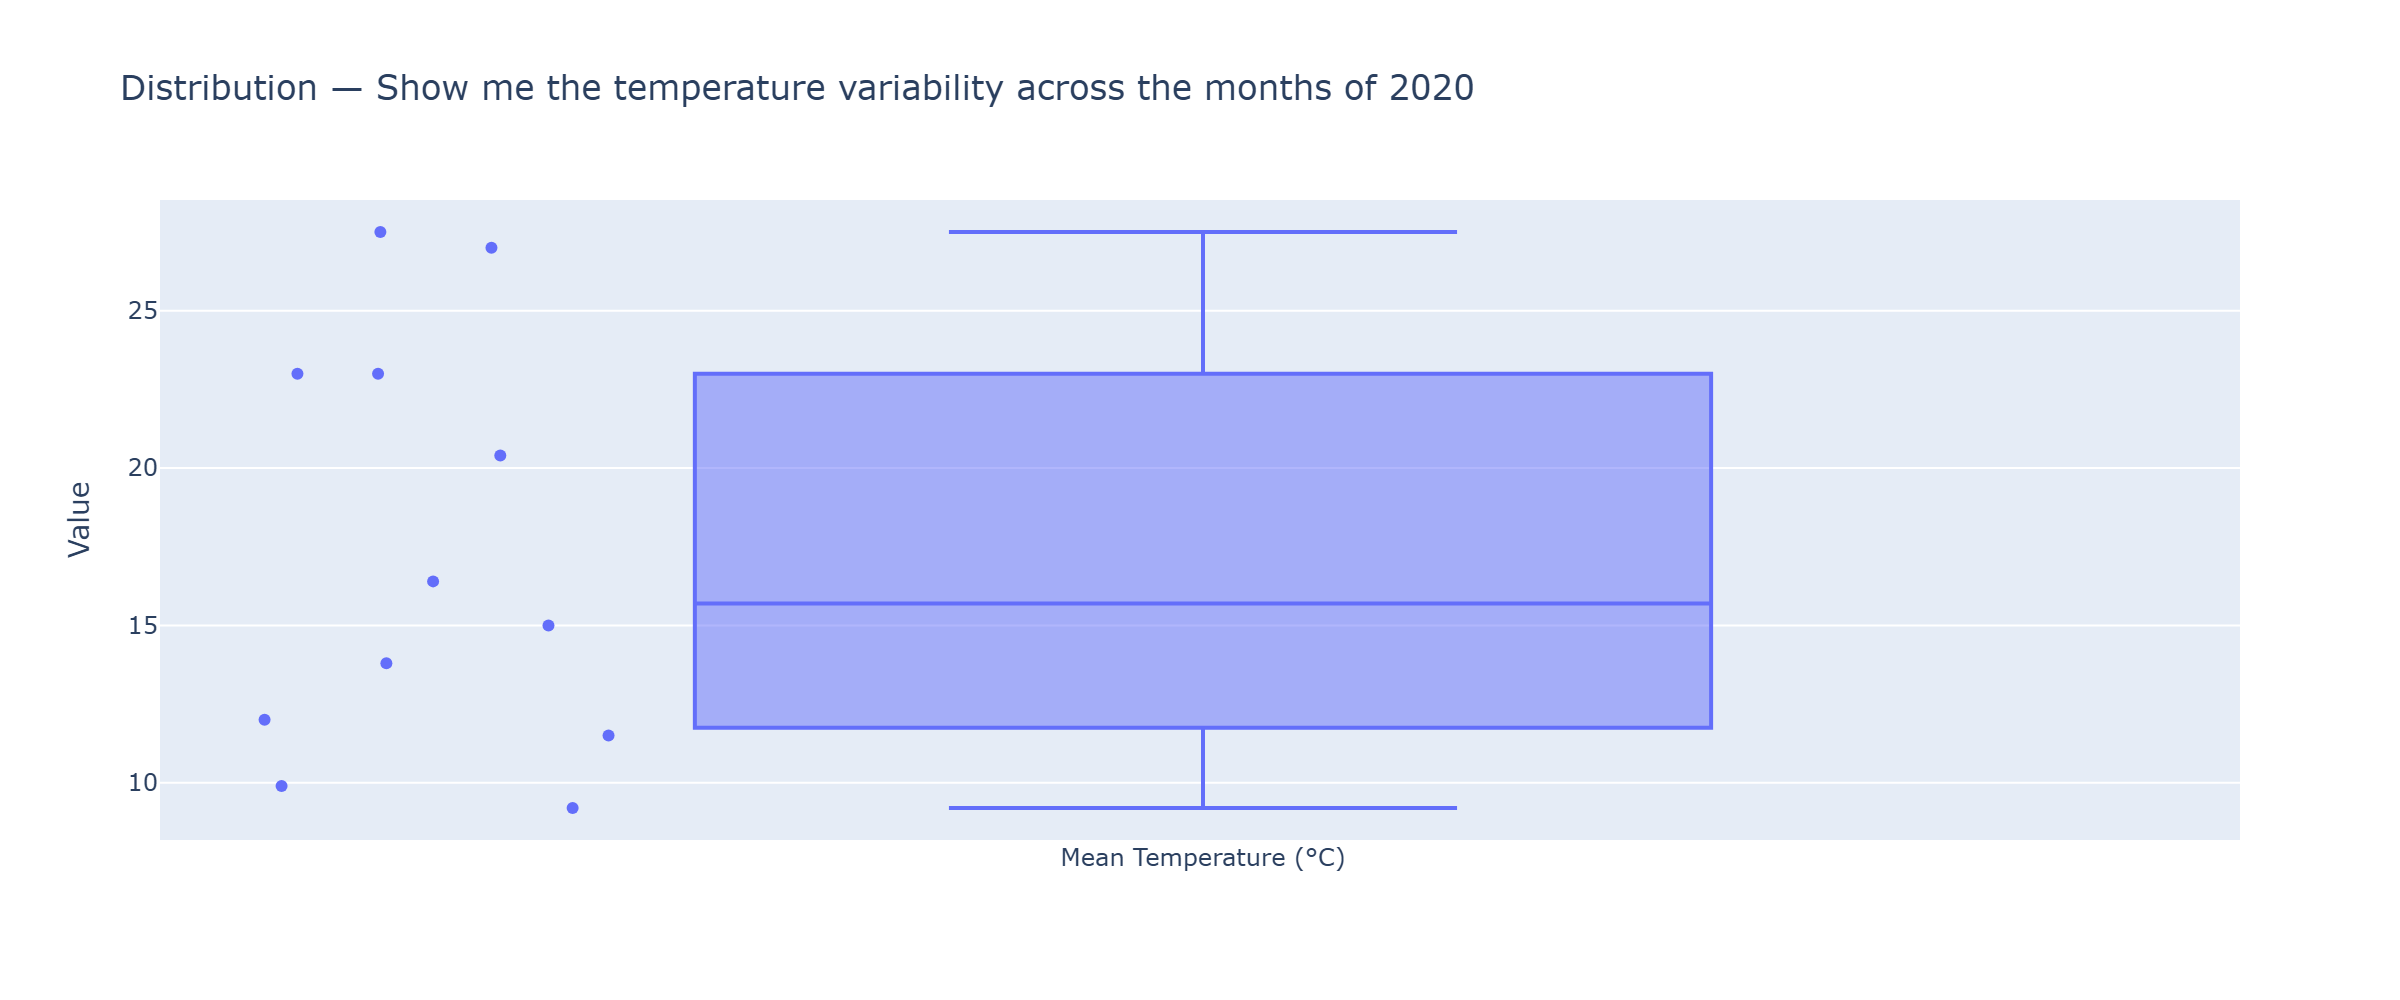 Distribution — Show me the temperature variability across the months of 2020
Value
25
20
15
10
Mean Temperature (°C)